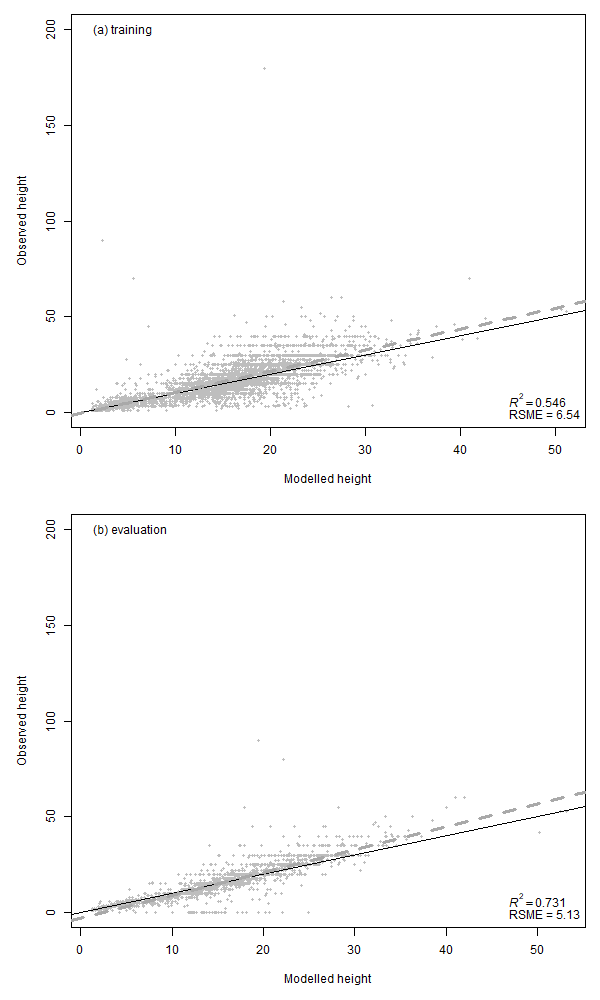 (a) training
200
150
100
50
0
Observed height
R² = 0.546
RSME = 6.54
0 10 20 30 40 50
Modelled height
(b) evaluation
200
150
100
50
0
Observed height
R² = 0.731
RSME = 5.13
0 10 20 30 40 50
Modelled height